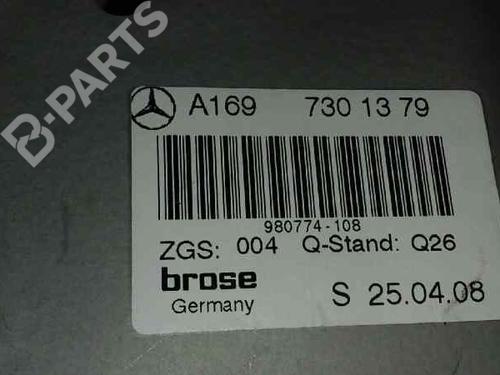 B-PARTS
A169 730 13 79
980774-108
ZGS: 004 Q-Stand: Q26
brose
Germany
S 25.04.08